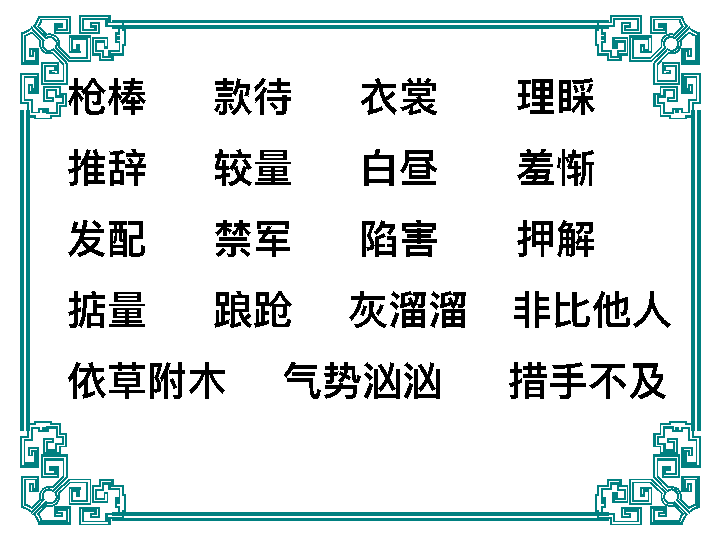 枪棒 款待 衣裳 理睬
推辞 较量 白昼 羞惭
发配 禁军 陷害 押解
掂量 踉跄 灰溜溜 非比他人
依草附木 气势汹汹 措手不及